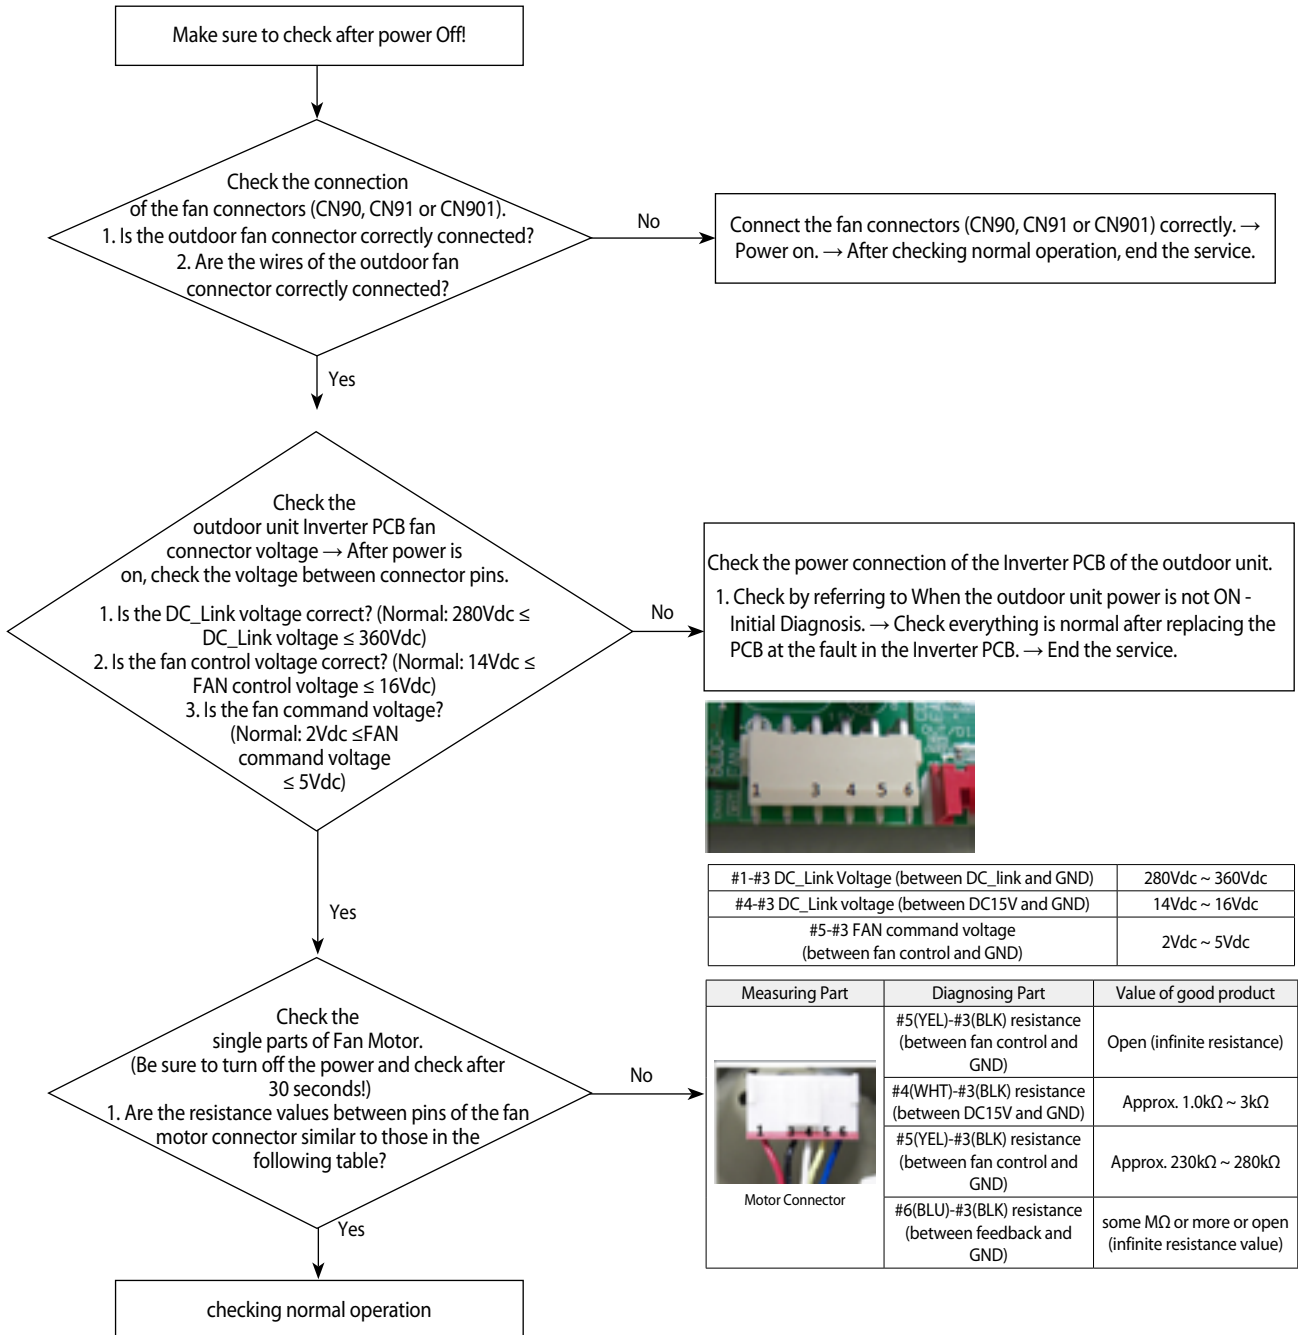 Make sure to check after power Off!
Check the connection
of the fan connectors (CN90, CN91 or CN901).
1. Is the outdoor fan connector correctly connected?
2. Are the wires of the outdoor fan
connector correctly connected?
No
Connect the fan connectors (CN90, CN91 or CN901) correctly. →
Power on. → After checking normal operation, end the service.
Yes
Check the
outdoor unit Inverter PCB fan
connector voltage → After power is
on, check the voltage between connector pins.
1. Is the DC_Link voltage correct? (Normal: 280Vdc ≤
DC_Link voltage ≤ 360Vdc)
2. Is the fan control voltage correct? (Normal: 14Vdc ≤
FAN control voltage ≤ 16Vdc)
3. Is the fan command voltage?
(Normal: 2Vdc ≤FAN
command voltage
≤ 5Vdc)
No
Check the power connection of the Inverter PCB of the outdoor unit.
1. Check by referring to When the outdoor unit power is not ON -
Initial Diagnosis. → Check everything is normal after replacing the
PCB at the fault in the Inverter PCB. → End the service.
1 3 4 5 6
#1-#3 DC_Link Voltage (between DC_link and GND) 280Vdc ~ 360Vdc
#4-#3 DC_Link voltage (between DC15V and GND) 14Vdc ~ 16Vdc
#5-#3 FAN command voltage
(between fan control and GND)
2Vdc ~ 5Vdc
Yes
Check the
single parts of Fan Motor.
(Be sure to turn off the power and check after
30 seconds!)
1. Are the resistance values between pins of the fan
motor connector similar to those in the
following table?
No
Measuring Part Diagnosing Part Value of good product
1 3 4 5 6
Motor Connector
#5(YEL)-#3(BLK) resistance
(between fan control and
GND)
Open (infinite resistance)
#4(WHT)-#3(BLK) resistance
(between DC15V and GND)
Approx. 1.0kΩ ~ 3kΩ
#5(YEL)-#3(BLK) resistance
(between fan control and
GND)
Approx. 230kΩ ~ 280kΩ
#6(BLU)-#3(BLK) resistance
(between feedback and
GND)
some MΩ or more or open
(infinite resistance value)
Yes
checking normal operation